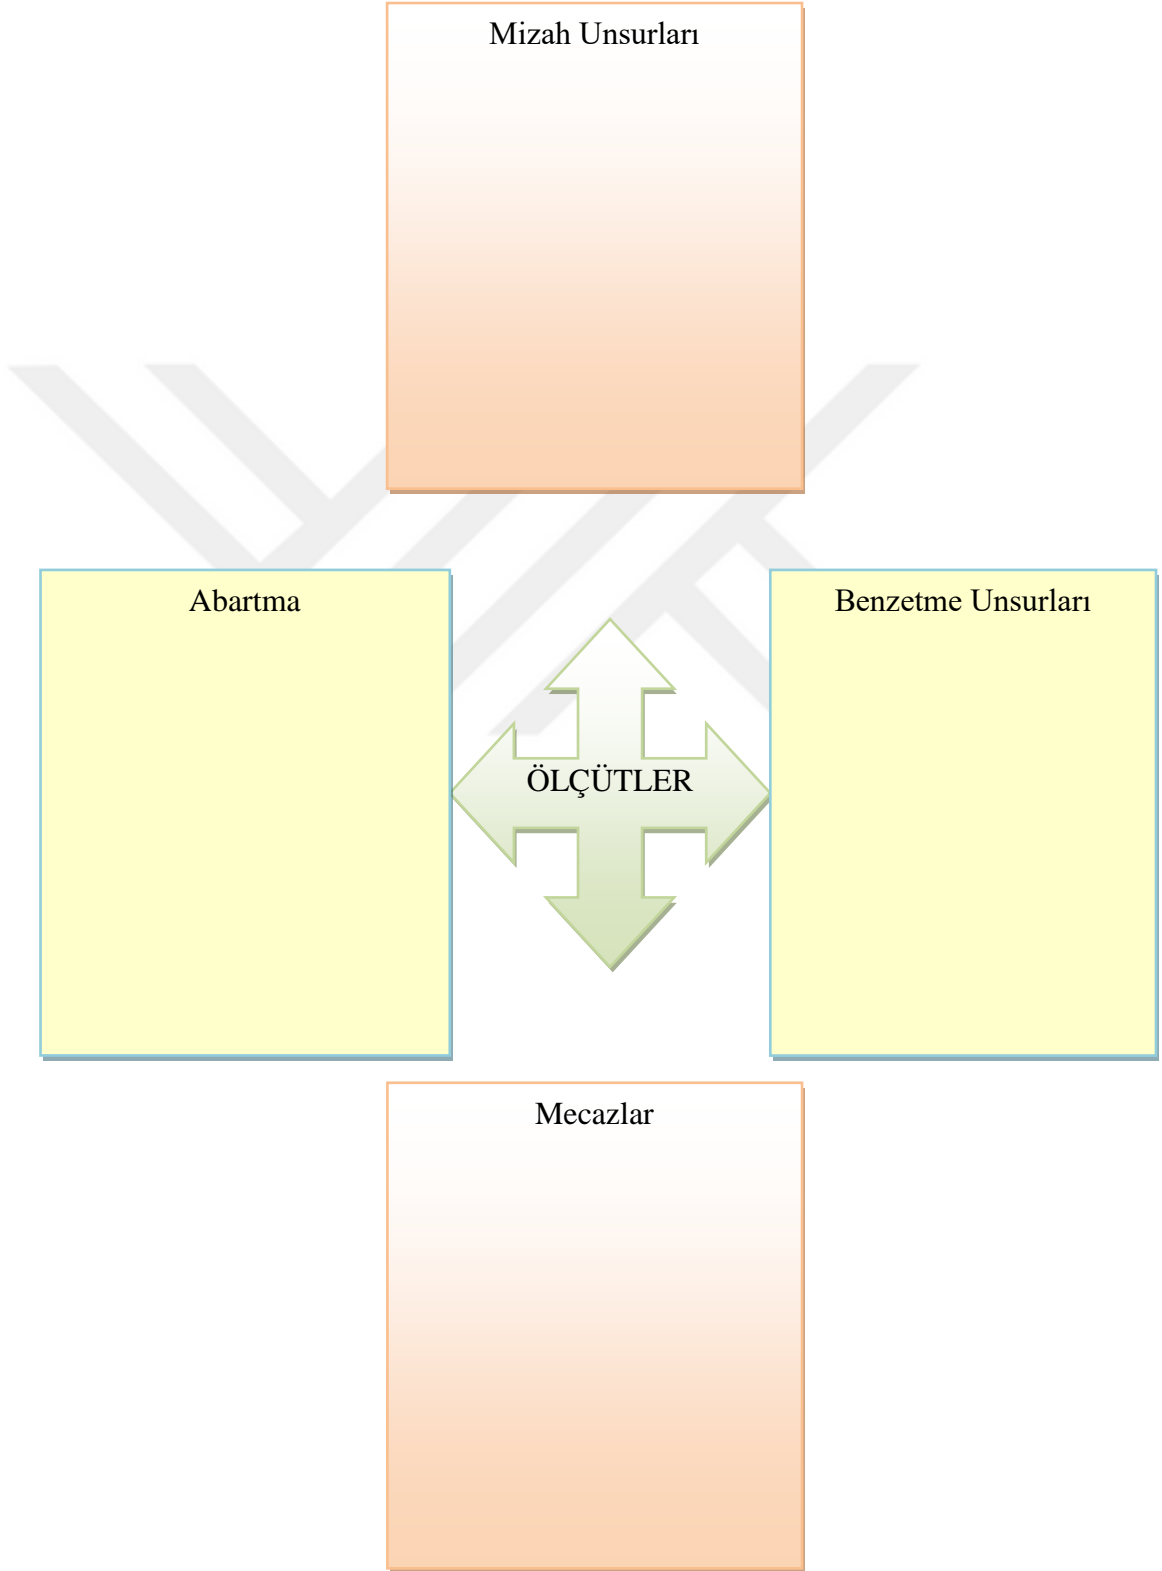 Mizah Unsurları
Abartma
Benzetme Unsurları
ÖLÇÜTLER
Mecazlar